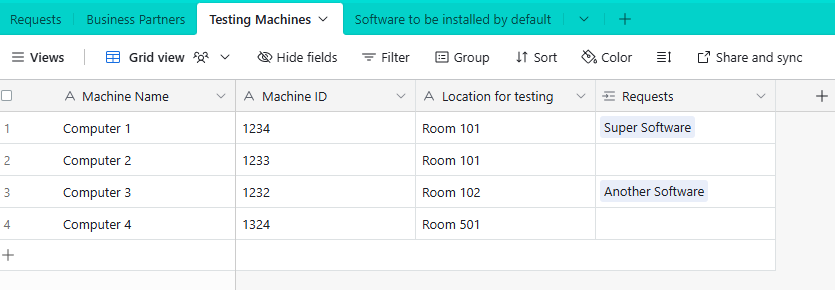 Requests Business Partners Testing Machines Software to be installed by default
Views Grid view Hide fields Filter Group Sort Color Share and sync
Machine Name Machine ID Location for testing Requests
1 Computer 1 1234 Room 101 Super Software
2 Computer 2 1233 Room 101
3 Computer 3 1232 Room 102 Another Software
4 Computer 4 1324 Room 501